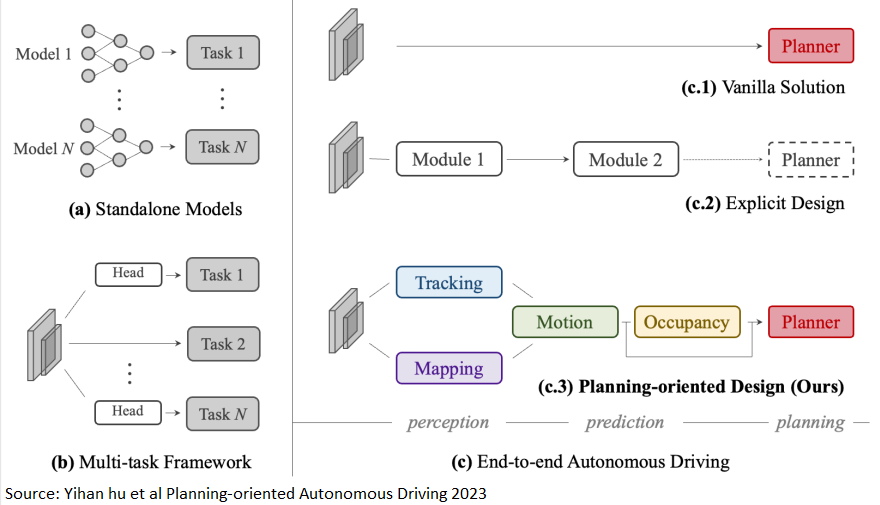 Model 1
Task 1
Model N
Task N
(a) Standalone Models
Head
Task 1
Task 2
Head
Task N
(b) Multi-task Framework
Planner
(c.1) Vanilla Solution
Module 1
Module 2
Planner
(c.2) Explicit Design
Tracking
Motion
Occupancy
Planner
Mapping
(c.3) Planning-oriented Design (Ours)
perception
prediction
planning
(c) End-to-end Autonomous Driving
Source: Yihan hu et al Planning-oriented Autonomous Driving 2023